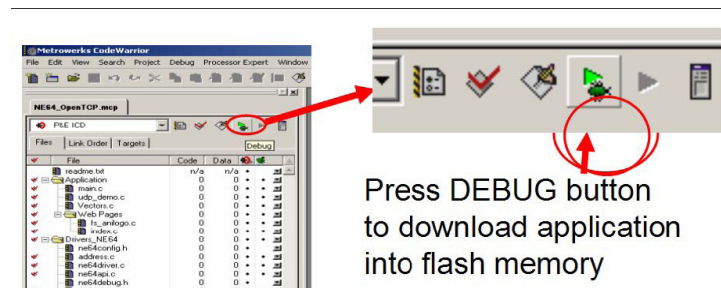 Metrowerks CodeWarrior
File Edit View Search Project Debug Processor Expert Window
NE64_OpenTCP.mcp
P&E ICD
Files Link Order Targets
Debug
File Code Data
readme.txt n/a n/a
Application 0 0
main.c 0 0
udp_demo.c 0 0
Vectors.c 0 0
Web Pages 0 0
fs_anilogo.c 0 0
index.c 0 0
Drivers_NE64 0 0
ne64config.h 0 0
address.c 0 0
ne64driver.c 0 0
ne64api.c 0 0
ne64debug.h 0 0
Press DEBUG button
to download application
into flash memory